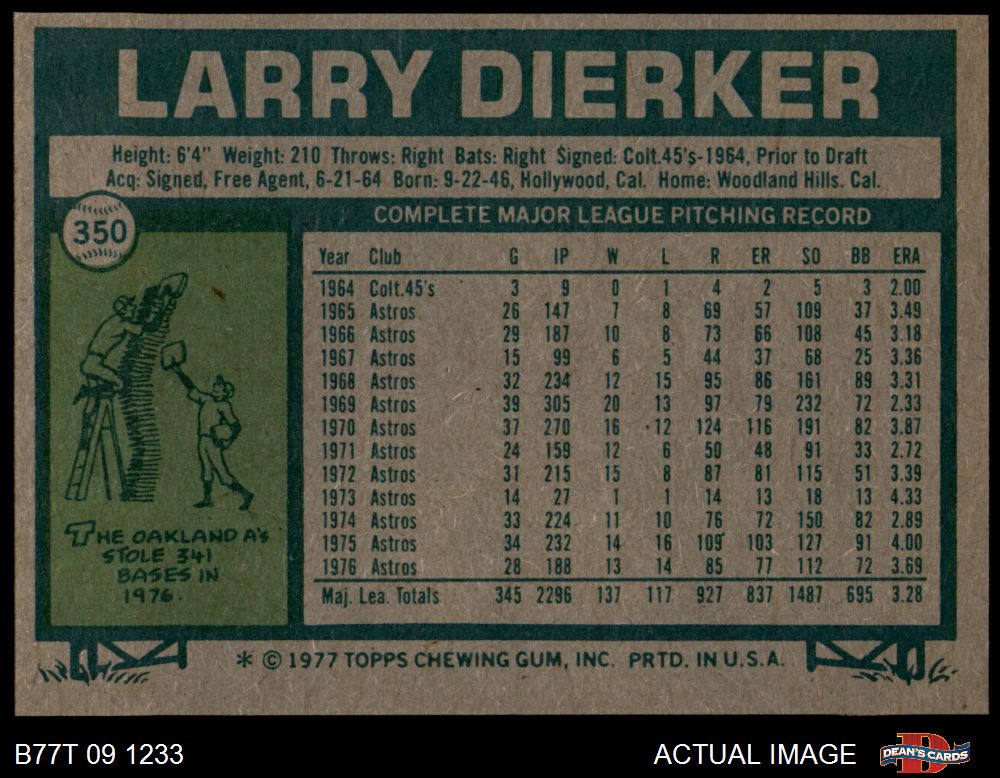 LARRY DIERKER
Height: 6'4" Weight: 210 Throws: Right Bats: Right Signed: Colt.45's-1964, Prior to Draft
Acq: Signed, Free Agent, 6-21-64 Born: 9-22-46, Hollywood, Cal. Home: Woodland Hills. Cal.
350
COMPLETE MAJOR LEAGUE PITCHING RECORD
Year Club G IP W L R ER SO BB ERA
1964 Colt.45's 3 9 0 1 4 2 5 3 2.00
1965 Astros 26 147 7 8 69 57 109 37 3.49
1966 Astros 29 187 10 8 73 66 108 45 3.18
1967 Astros 15 99 6 5 44 37 68 25 3.36
1968 Astros 32 234 12 15 95 86 161 89 3.31
1969 Astros 39 305 20 13 97 79 232 72 2.33
1970 Astros 37 270 16 12 124 116 191 82 3.87
1971 Astros 24 159 12 6 50 48 91 33 2.72
1972 Astros 31 215 15 8 87 81 115 51 3.39
1973 Astros 14 27 1 1 14 13 18 13 4.33
1974 Astros 33 224 11 10 76 72 150 82 2.89
1975 Astros 34 232 14 16 109 103 127 91 4.00
1976 Astros 28 188 13 14 85 77 112 72 3.69
Maj. Lea. Totals 345 2296 137 117 927 837 1487 695 3.28
THE OAKLAND A'S
STOLE 341
BASES IN
1976.
* © 1977 TOPPS CHEWING GUM, INC. PRTD. IN U.S.A.
B77T 09 1233
ACTUAL IMAGE
DEAN'S CARDS